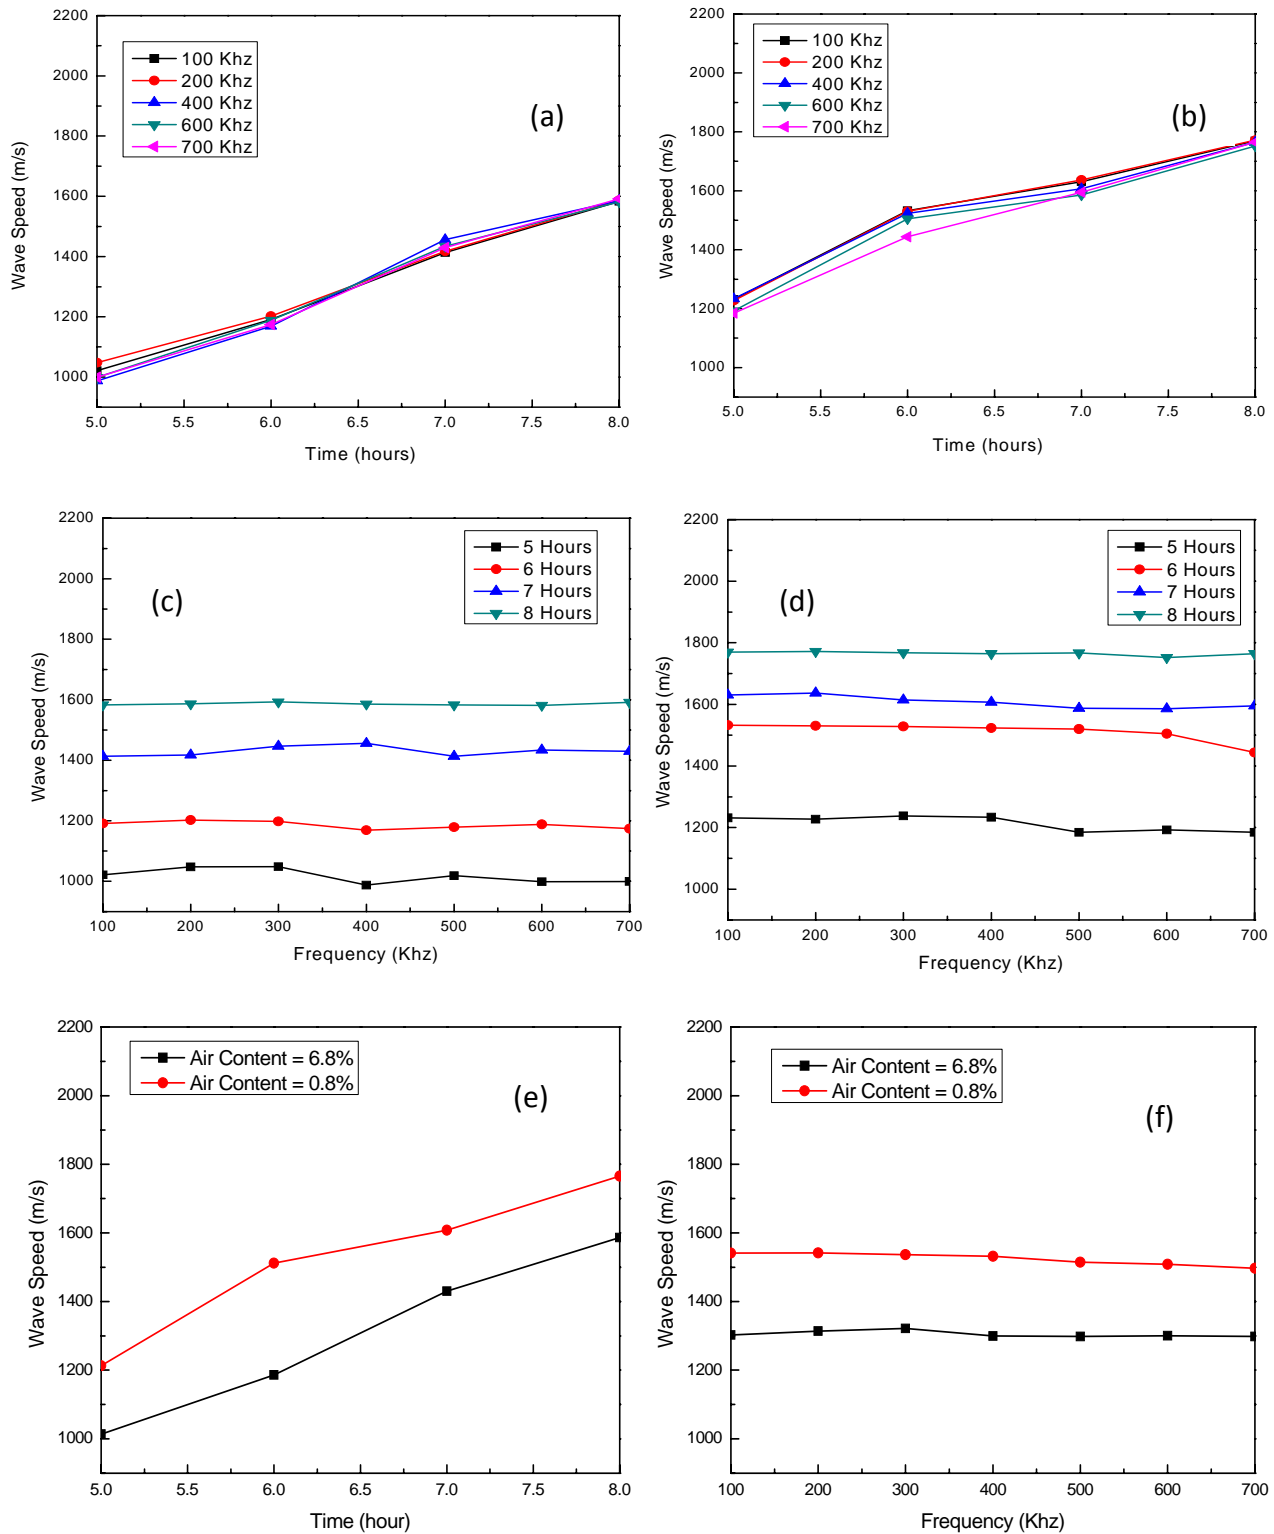 2200
2000
1800
1600
1400
1200
1000
Wave Speed (m/s)
100 Khz
200 Khz
400 Khz
600 Khz
700 Khz
(a)
5.0 5.5 6.0 6.5 7.0 7.5 8.0
Time (hours)
2200
2000
1800
1600
1400
1200
1000
Wave Speed (m/s)
100 Khz
200 Khz
400 Khz
600 Khz
700 Khz
(b)
5.0 5.5 6.0 6.5 7.0 7.5 8.0
Time (hours)
2200
2000
1800
1600
1400
1200
1000
Wave Speed (m/s)
5 Hours
6 Hours
7 Hours
8 Hours
(c)
100 200 300 400 500 600 700
Frequency (Khz)
2200
2000
1800
1600
1400
1200
1000
Wave Speed (m/s)
5 Hours
6 Hours
7 Hours
8 Hours
(d)
100 200 300 400 500 600 700
Frequency (Khz)
2200
2000
1800
1600
1400
1200
1000
Wave Speed (m/s)
Air Content = 6.8%
Air Content = 0.8%
(e)
5.0 5.5 6.0 6.5 7.0 7.5 8.0
Time (hour)
2200
2000
1800
1600
1400
1200
1000
Wave Speed (m/s)
Air Content = 6.8%
Air Content = 0.8%
(f)
100 200 300 400 500 600 700
Frequency (Khz)